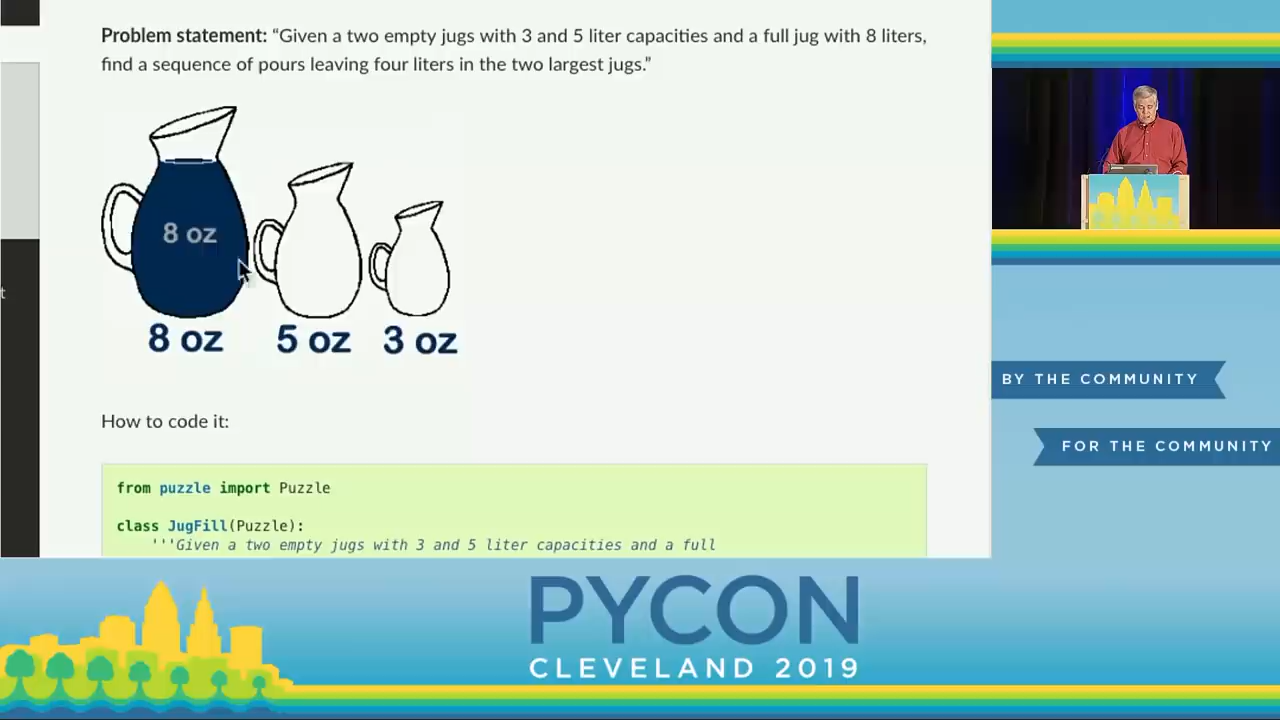 Problem statement: “Given a two empty jugs with 3 and 5 liter capacities and a full jug with 8 liters,
find a sequence of pours leaving four liters in the two largest jugs.”
8 oz
8 oz 5 oz 3 oz
How to code it:
from puzzle import Puzzle
class JugFill(Puzzle):
'''Given a two empty jugs with 3 and 5 liter capacities and a full
t
BY THE COMMUNITY
FOR THE COMMUNITY
PYCON
CLEVELAND 2019